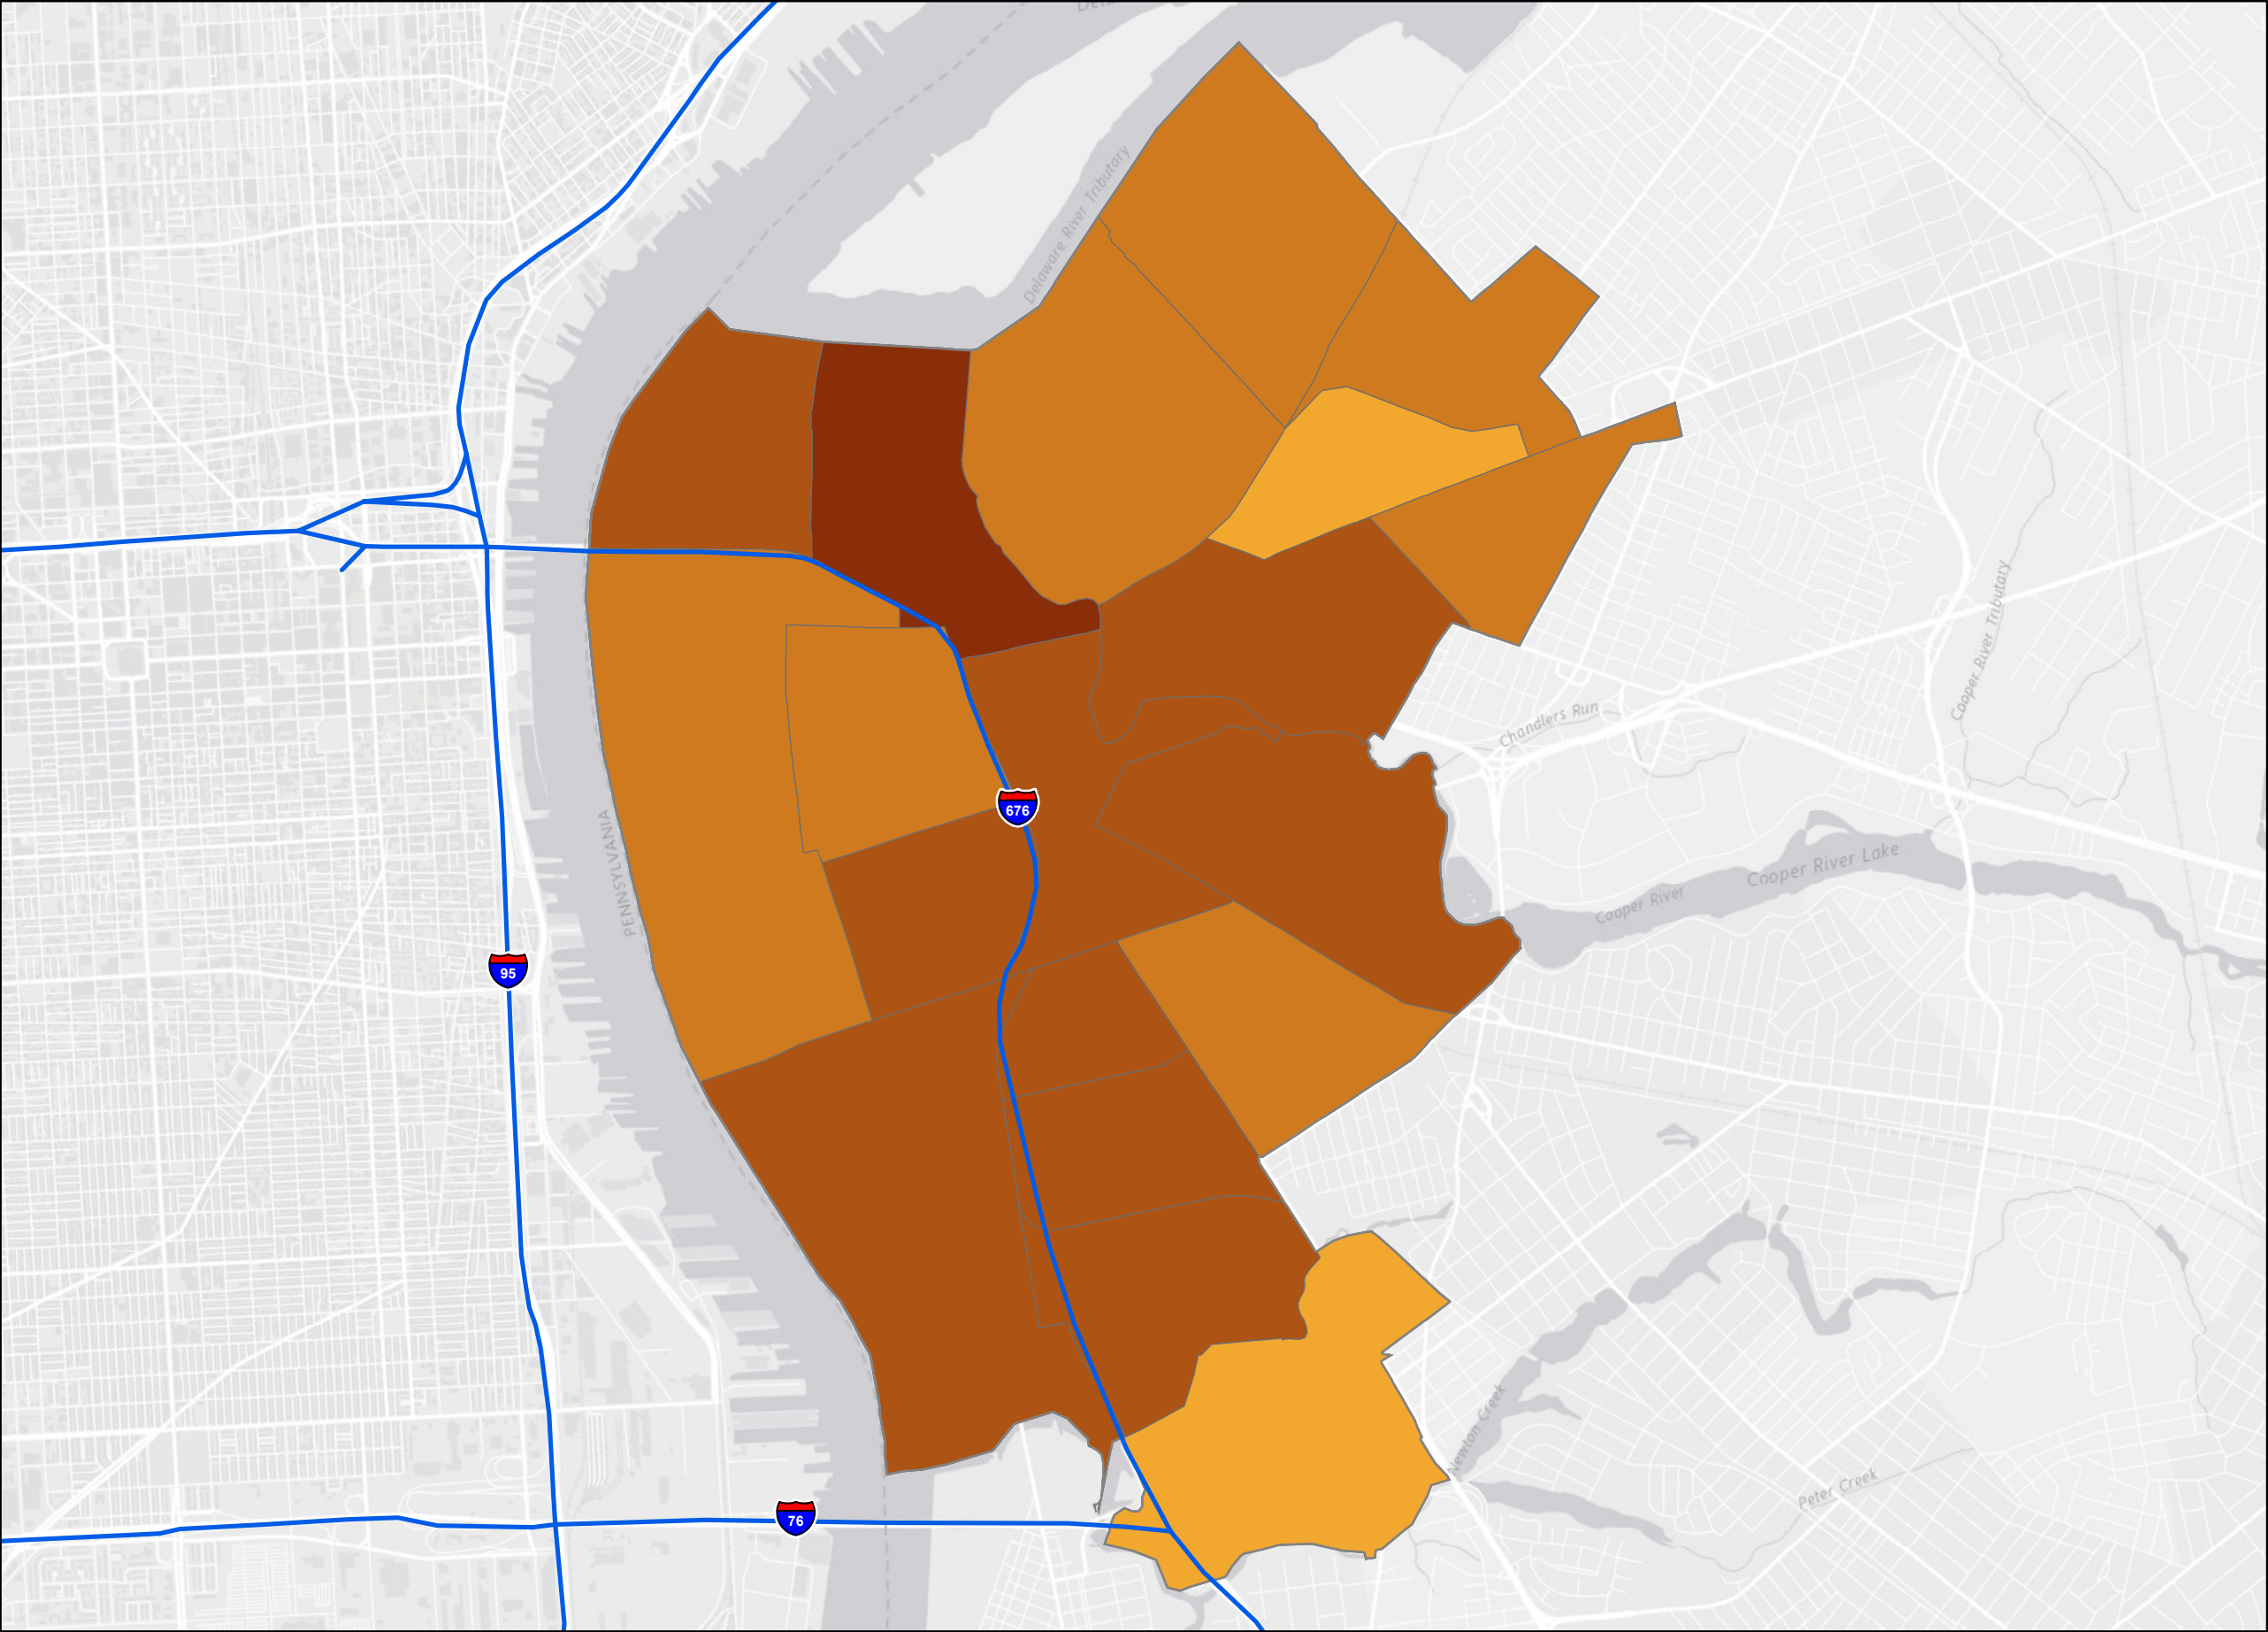 Delaware River Tributary
676
Chandlers Run
Cooper River Tributary
PENNSYLVANIA
Cooper River Lake
Cooper River
95
Newton Creek
Peter Creek
76